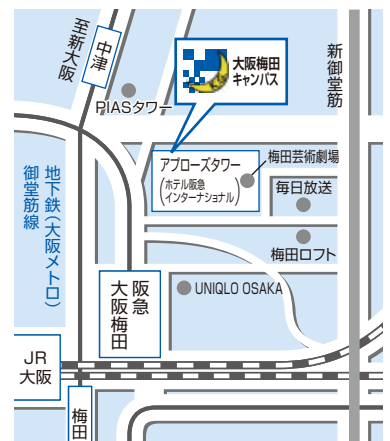 至新大阪
中津
大阪梅田
キャンパス
新御堂筋
PIASタワー
アプローズタワー
(ホテル阪急
インターナショナル)
梅田芸術劇場
毎日放送
梅田ロフト
地下鉄(大阪メトロ)
御堂筋線
阪急
大阪梅田
UNIQLO OSAKA
JR
大阪
梅田